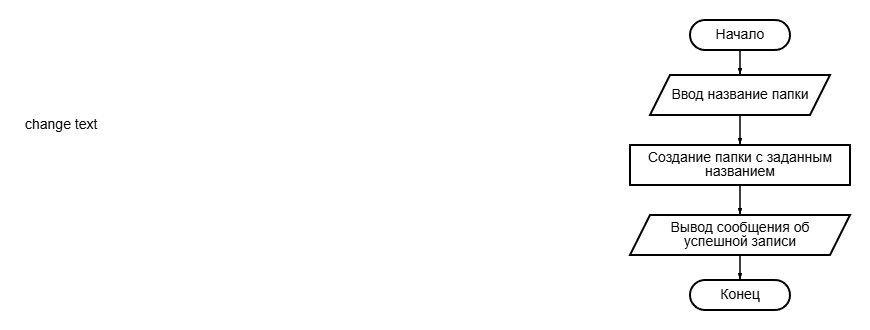 Начало
Ввод название папки
change text
Создание папки с заданным
названием
Вывод сообщения об
успешной записи
Конец